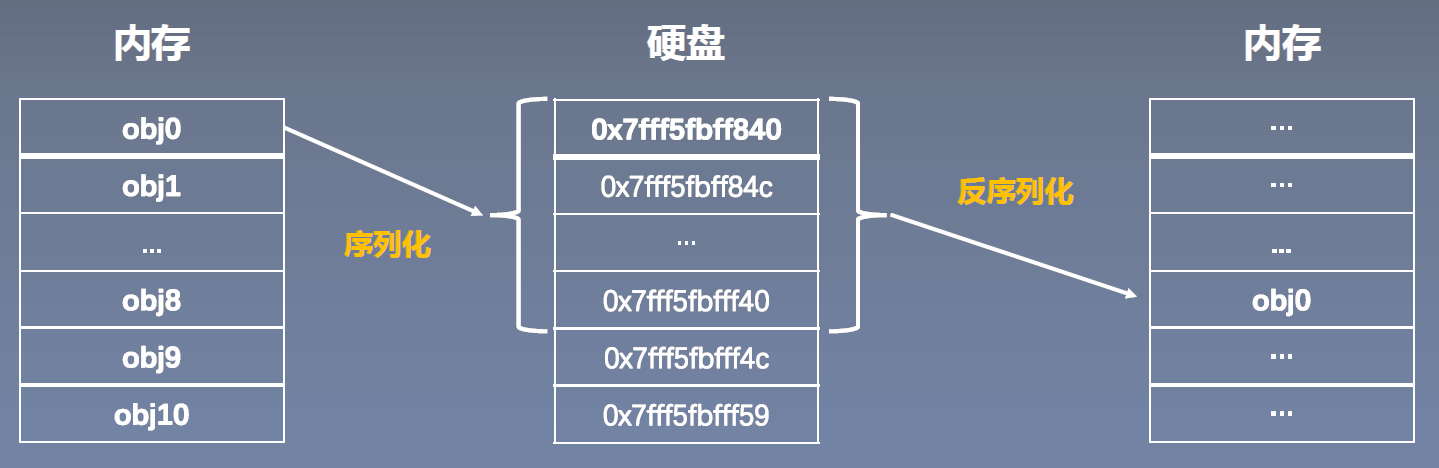 内存
硬盘
内存
obj0
obj1
...
obj8
obj9
obj10
序列化
0x7fff5fbff840
0x7fff5fbff84c
...
0x7fff5fbfff40
0x7fff5fbfff4c
0x7fff5fbfff59
反序列化
...
...
...
obj0
...
...